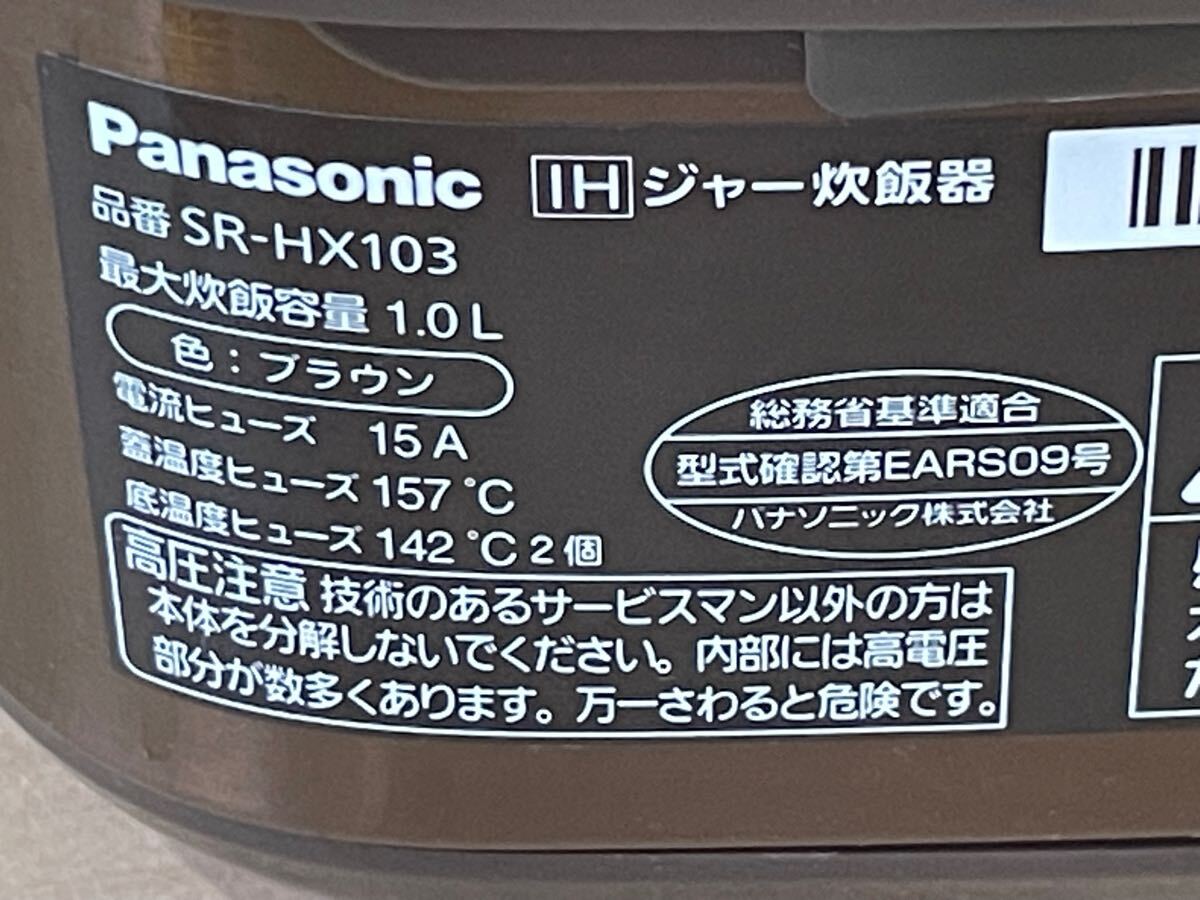 Panasonic
IH ジャー炊飯器
品番 SR-HX103
最大炊飯容量 1.0L
色：ブラウン
電流ヒューズ 15A
蓋温度ヒューズ 157℃
底温度ヒューズ 142℃2個
総務省基準適合
型式確認第EARS09号
パナソニック株式会社
高圧注意 技術のあるサービスマン以外の方は
本体を分解しないでください。内部には高電圧
部分が数多くあります。万一さわると危険です。